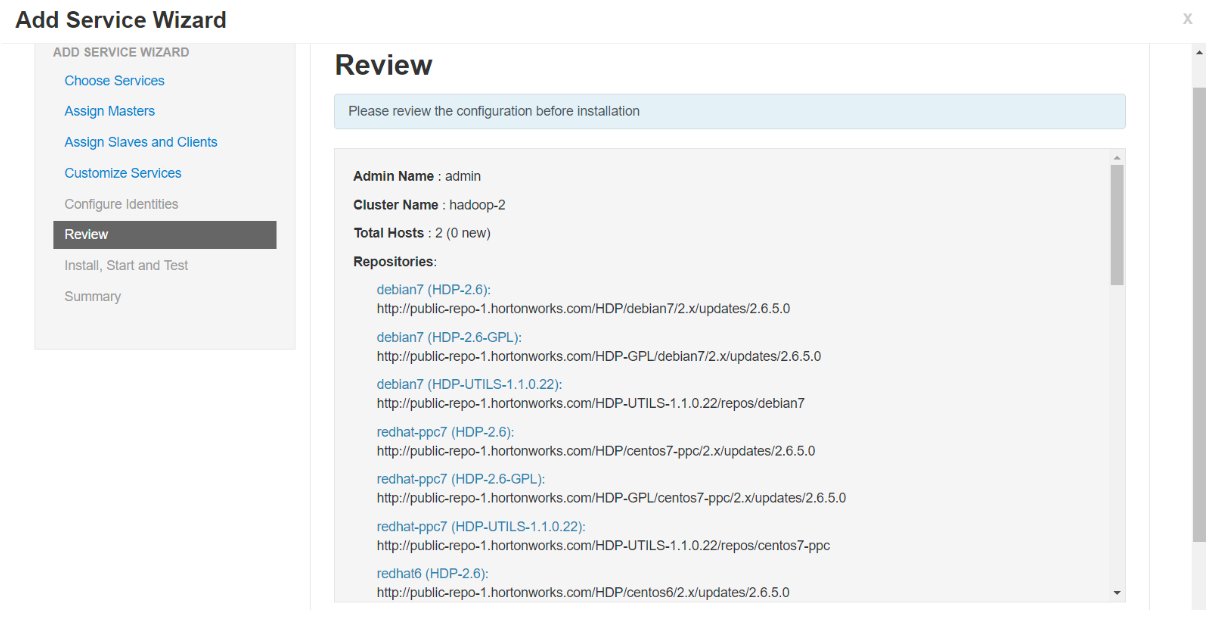 Add Service Wizard
X
ADD SERVICE WIZARD
Choose Services
Assign Masters
Assign Slaves and Clients
Customize Services
Configure Identities
Review
Install, Start and Test
Summary
Review
Please review the configuration before installation
Admin Name : admin
Cluster Name : hadoop-2
Total Hosts : 2 (0 new)
Repositories:
debian7 (HDP-2.6):
http://public-repo-1.hortonworks.com/HDP/debian7/2.x/updates/2.6.5.0
debian7 (HDP-2.6-GPL):
http://public-repo-1.hortonworks.com/HDP-GPL/debian7/2.x/updates/2.6.5.0
debian7 (HDP-UTILS-1.1.0.22):
http://public-repo-1.hortonworks.com/HDP-UTILS-1.1.0.22/repos/debian7
redhat-ppc7 (HDP-2.6):
http://public-repo-1.hortonworks.com/HDP/centos7-ppc/2.x/updates/2.6.5.0
redhat-ppc7 (HDP-2.6-GPL):
http://public-repo-1.hortonworks.com/HDP-GPL/centos7-ppc/2.x/updates/2.6.5.0
redhat-ppc7 (HDP-UTILS-1.1.0.22):
http://public-repo-1.hortonworks.com/HDP-UTILS-1.1.0.22/repos/centos7-ppc
redhat6 (HDP-2.6):
http://public-repo-1.hortonworks.com/HDP/centos6/2.x/updates/2.6.5.0